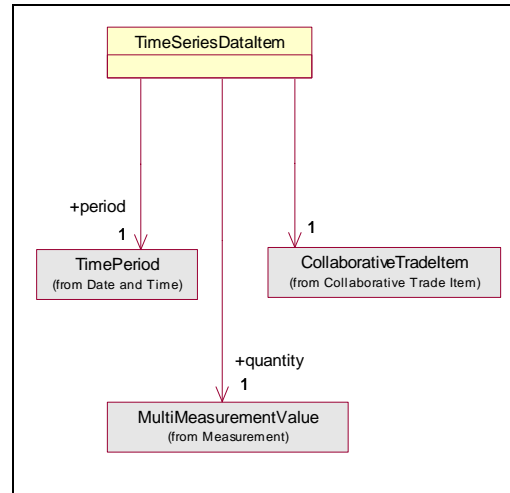 TimeSeriesDataItem
+period
1
1
TimePeriod
(from Date and Time)
CollaborativeTradeItem
(from Collaborative Trade Item)
+quantity
1
MultiMeasurementValue
(from Measurement)